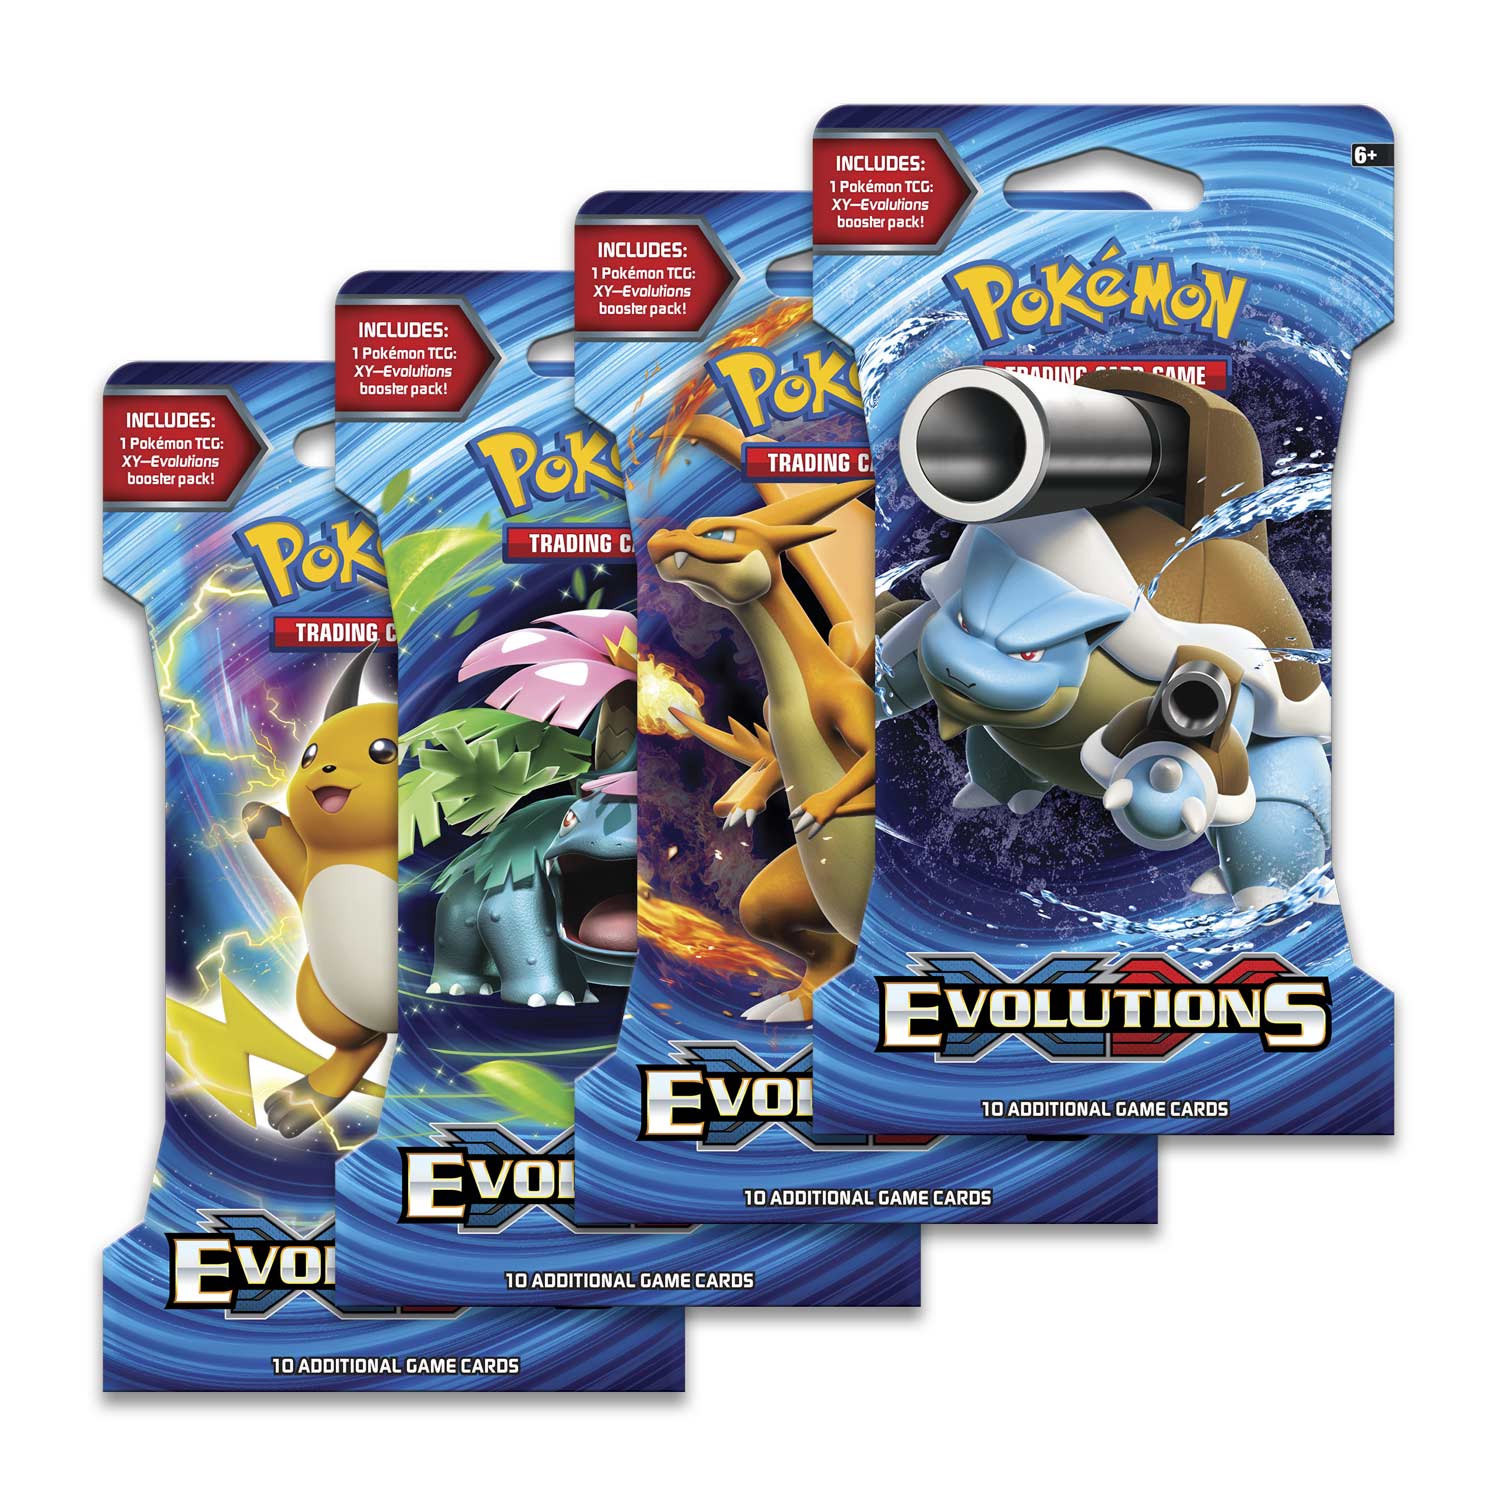 INCLUDES:
1 Pokémon TCG:
XY—Evolutions
booster pack!
6+
POKéMON
TRADING CARD GAME
EVOLUTIONS
10 ADDITIONAL GAME CARDS
INCLUDES:
1 Pokémon TCG:
XY—Evolutions
booster pack!
POK
TRADING C
EVOL
10 ADDITIONAL GAME CARDS
INCLUDES:
1 Pokémon TCG:
XY—Evolutions
booster pack!
POK
TRADING C
EVOL
10 ADDITIONAL GAME CARDS
INCLUDES:
1 Pokémon TCG:
XY—Evolutions
booster pack!
POK
TRADING C
EVOL
10 ADDITIONAL GAME CARDS